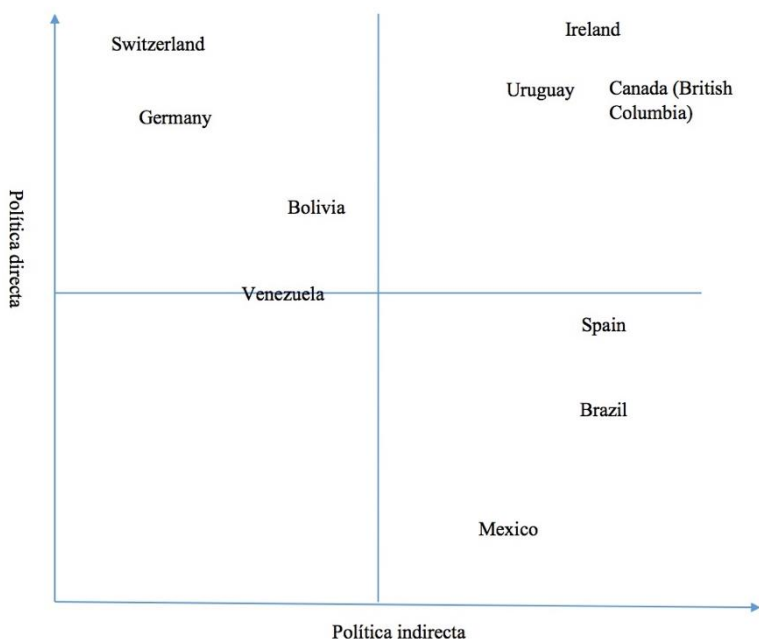 Ireland
Switzerland
Uruguay
Canada (British
Columbia)
Germany
Bolivia
Política directa
Venezuela
Spain
Brazil
Mexico
Política indirecta